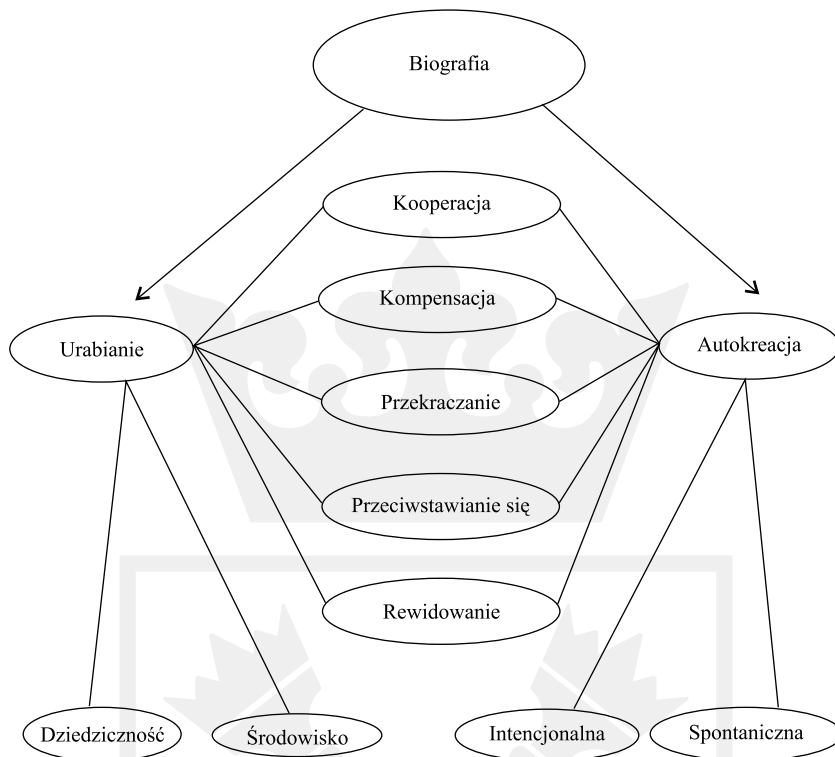 Biografia
Kooperacja
Kompensacja
Urabianie
Autokreacja
Przekraczanie
Przeciwstawianie się
Rewidowanie
Dziedziczność
Środowisko
Intencjonalna
Spontaniczna